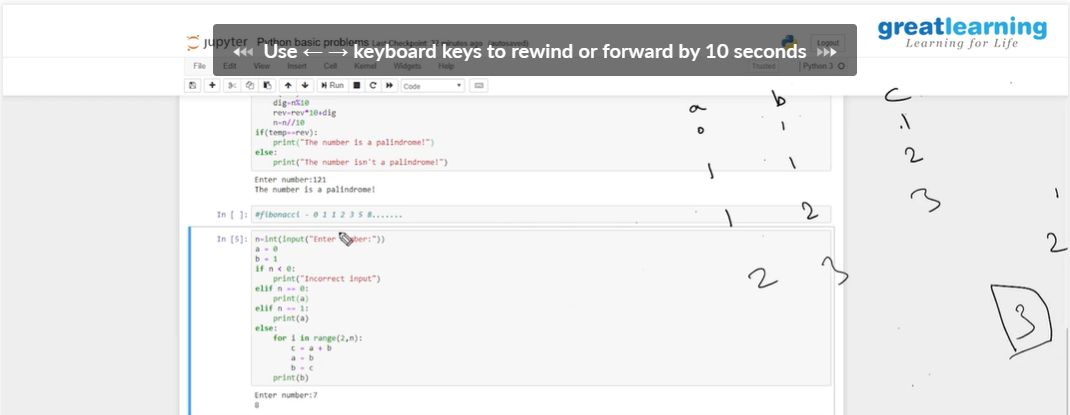 greatlearning
Learning for Life
Use ← → keyboard keys to rewind or forward by 10 seconds
jupyter Python basic problems Last Checkpoint: 32 minutes ago (autosaved)
Logout
File Edit View Insert Cell Kernel Widgets Help
Trusted Python 3
Run Code
dig=n%10
rev=rev*10+dig
n=n//10
if(temp==rev):
print("The number is a palindrome!")
else:
print("The number isn't a palindrome!")
Enter number:121
The number is a palindrome!
In [ ]: #fibonacci - 0 1 1 2 3 5 8.......
In [5]: n=int(input("Enter number:"))
a = 0
b = 1
if n < 0:
print("Incorrect input")
elif n == 0:
print(a)
elif n == 1:
print(a)
else:
for i in range(2,n):
c = a + b
a = b
b = c
print(b)
Enter number:7
8
a b c
0 1 1
1 1 2
1 2 3
2 3
1
2
3